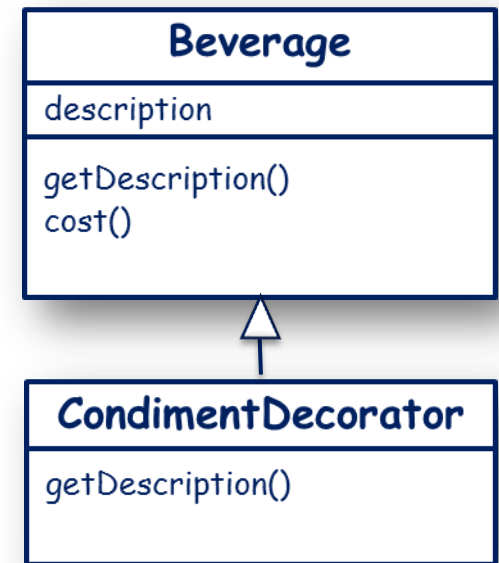 Beverage
description
getDescription()
cost()
CondimentDecorator
getDescription()